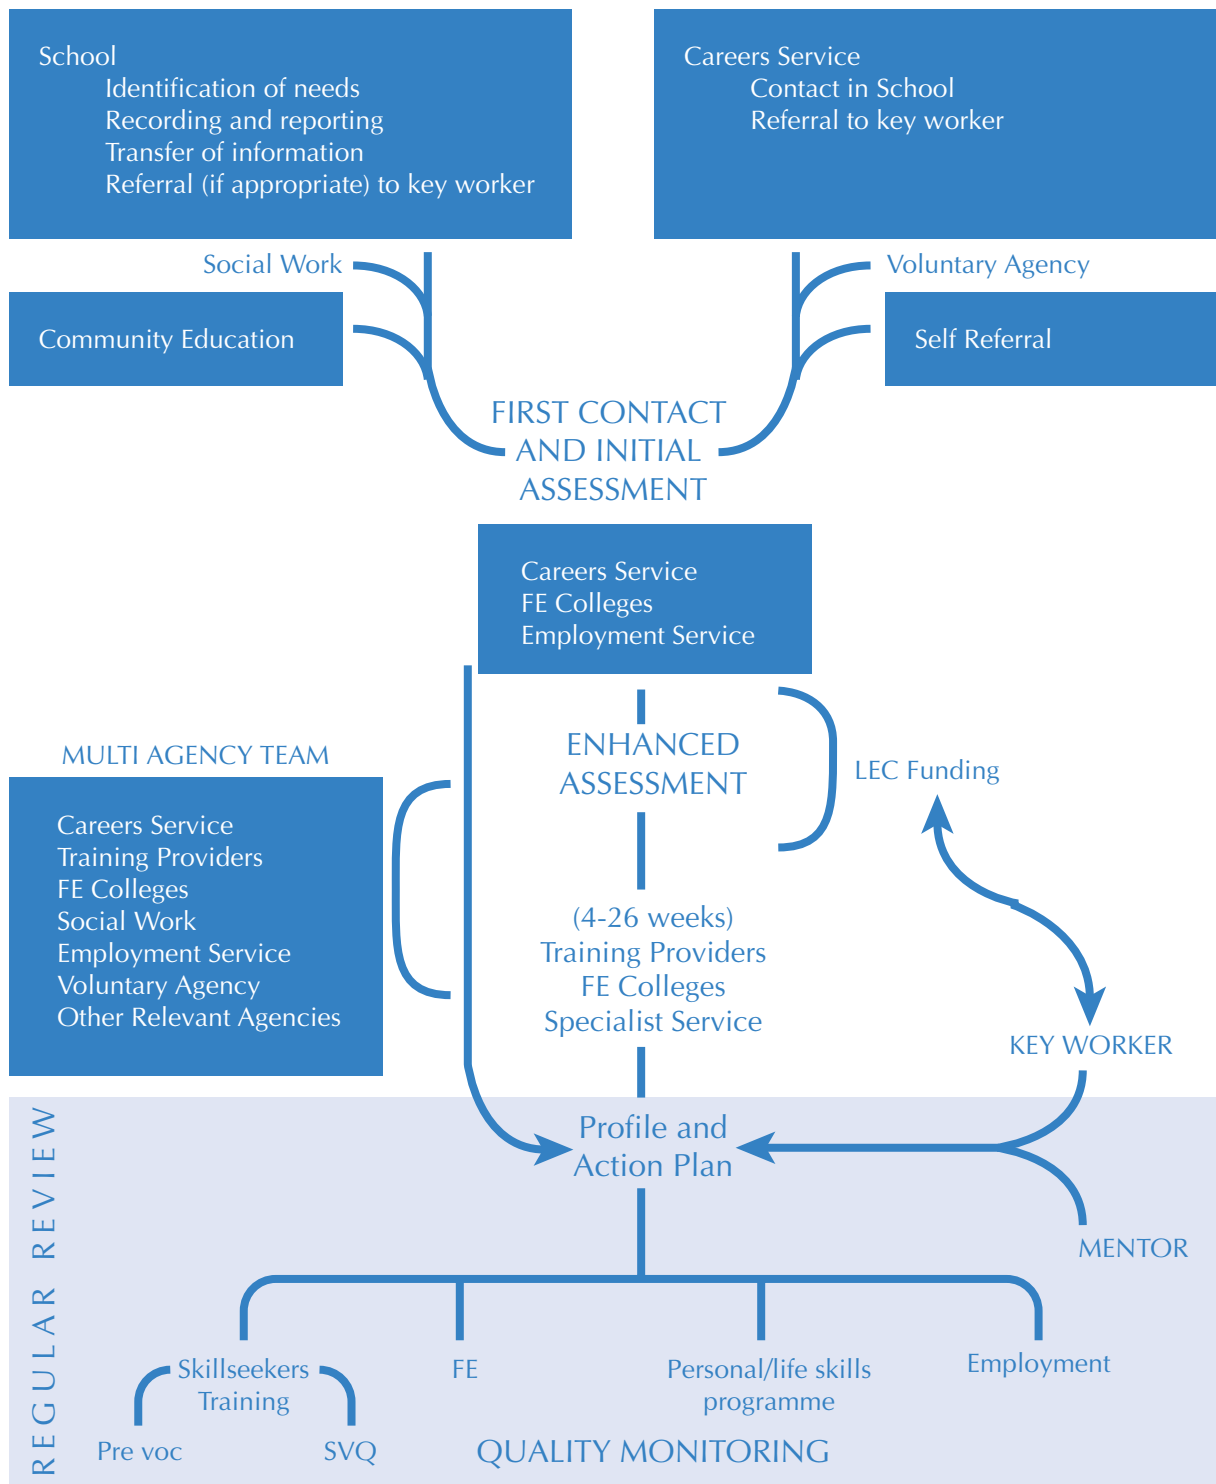 School
Identification of needs
Recording and reporting
Transfer of information
Referral (if appropriate) to key worker
Careers Service
Contact in School
Referral to key worker
Social Work
Voluntary Agency
Community Education
Self Referral
FIRST CONTACT
AND INITIAL
ASSESSMENT
Careers Service
FE Colleges
Employment Service
ENHANCED
ASSESSMENT
LEC Funding
MULTI AGENCY TEAM
Careers Service
Training Providers
FE Colleges
Social Work
Employment Service
Voluntary Agency
Other Relevant Agencies
(4-26 weeks)
Training Providers
FE Colleges
Specialist Service
KEY WORKER
REGULAR REVIEW
Profile and
Action Plan
MENTOR
Skillseekers
Training
FE
Personal/life skills
programme
Employment
Pre voc
SVQ
QUALITY MONITORING